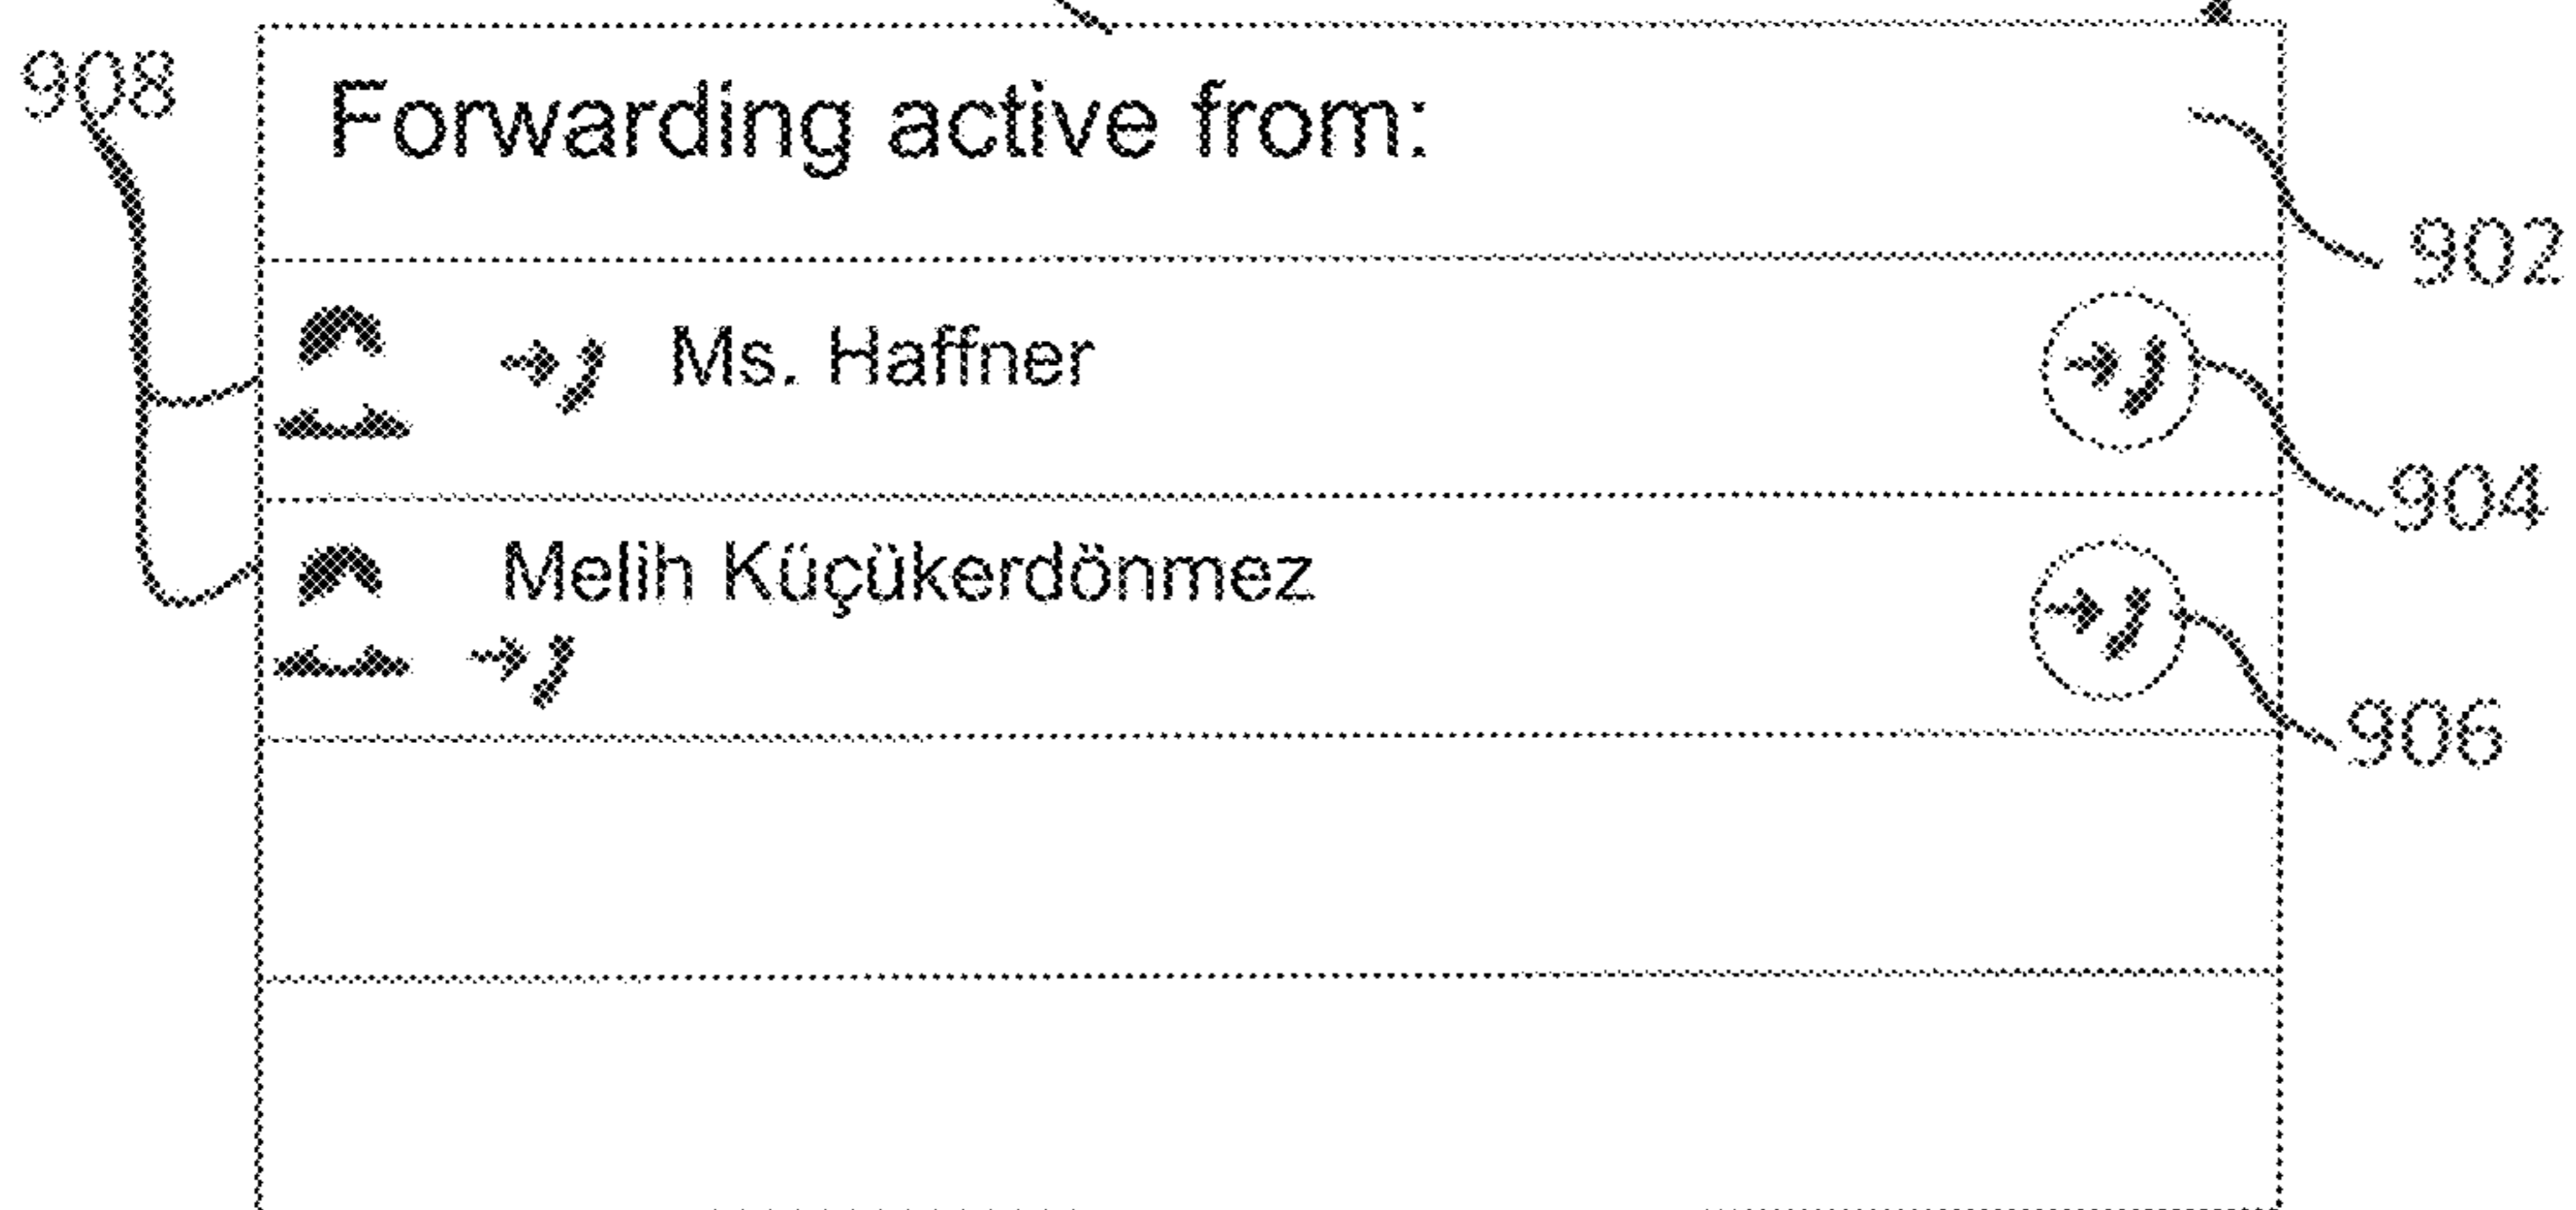 908
Forwarding active from:
902
Ms. Haffner
904
Melih Küçükerdönmez
906